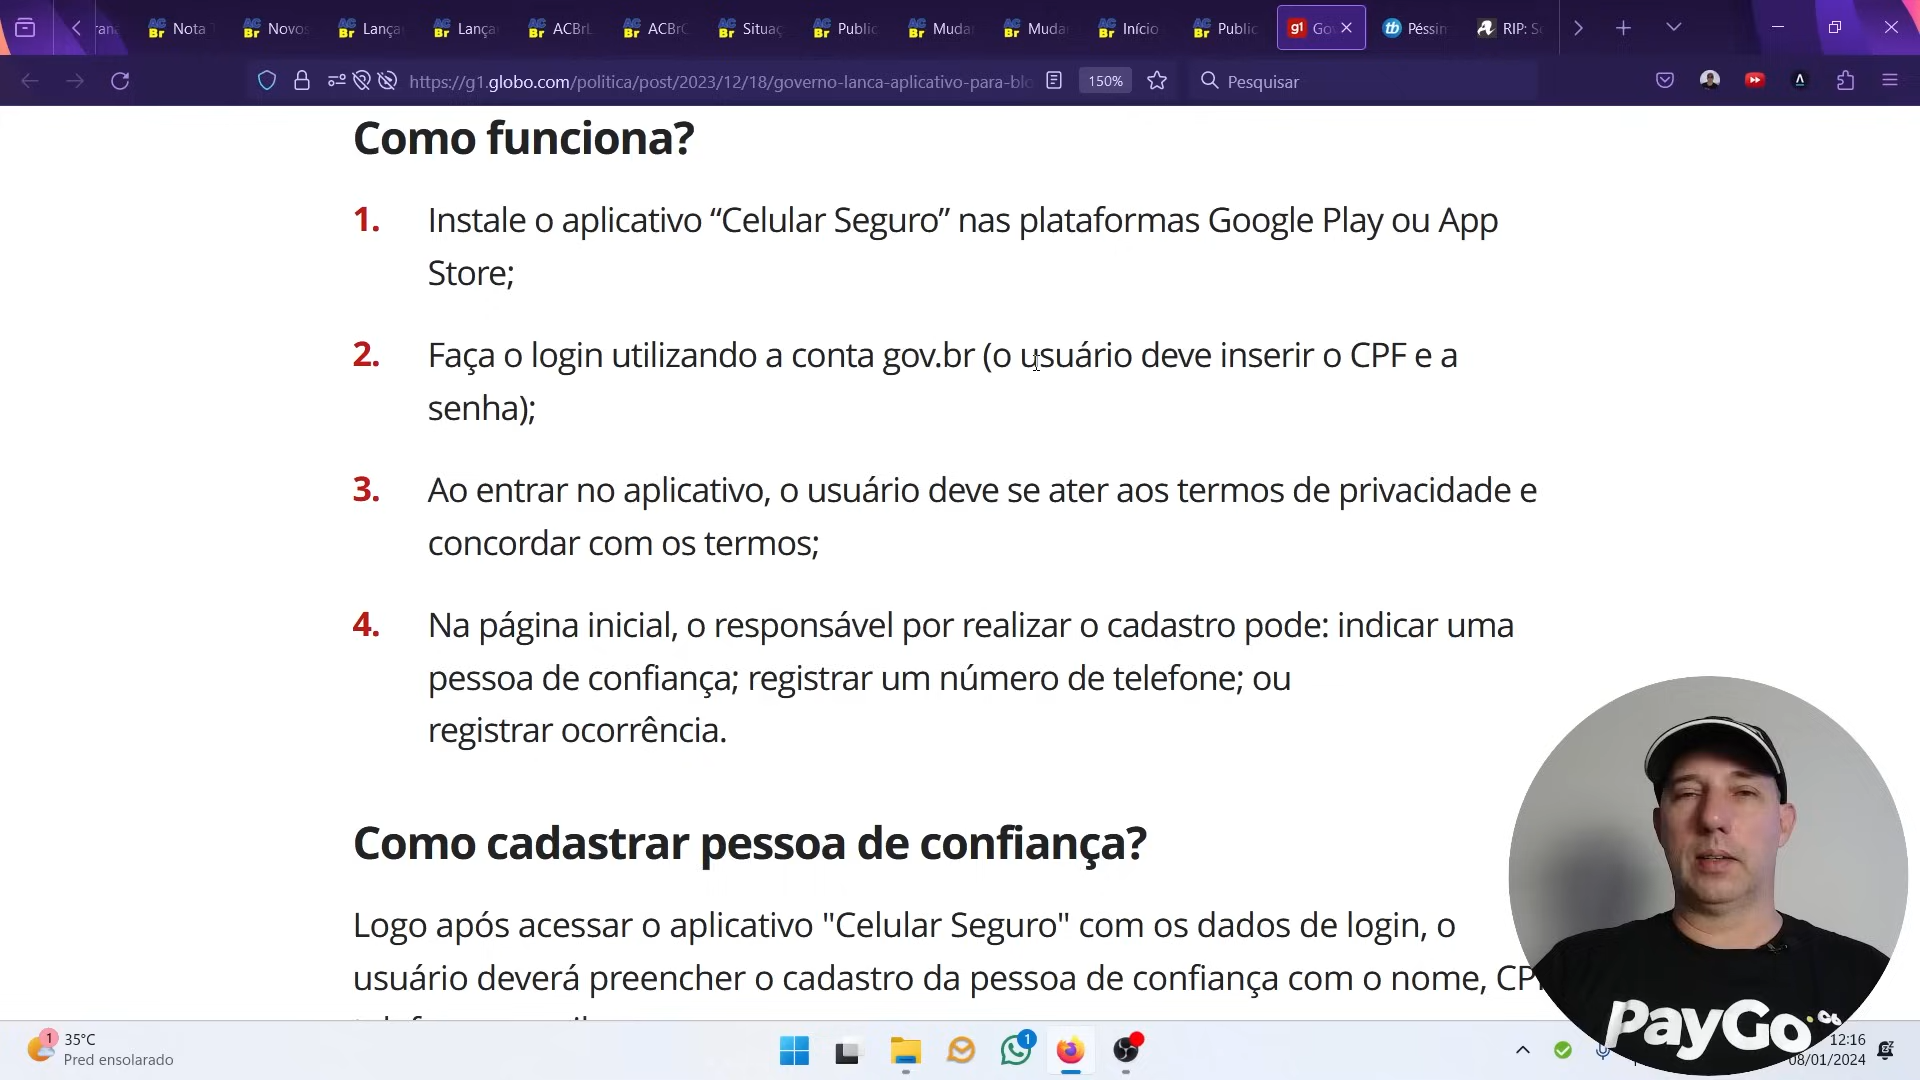 Nota
Novos
Lança
Lança
ACBrL
ACBrC
Situaç
Public
Muda
Muda
Início
Public
g1 Go
tb Péssim
RIP: S
https://g1.globo.com/politica/post/2023/12/18/governo-lanca-aplicativo-para-blo
150%
Pesquisar
Como funciona?
1. Instale o aplicativo “Celular Seguro” nas plataformas Google Play ou App
Store;
2. Faça o login utilizando a conta gov.br (o usuário deve inserir o CPF e a
senha);
3. Ao entrar no aplicativo, o usuário deve se ater aos termos de privacidade e
concordar com os termos;
4. Na página inicial, o responsável por realizar o cadastro pode: indicar uma
pessoa de confiança; registrar um número de telefone; ou
registrar ocorrência.
Como cadastrar pessoa de confiança?
Logo após acessar o aplicativo "Celular Seguro" com os dados de login, o
usuário deverá preencher o cadastro da pessoa de confiança com o nome, CP
PayGo
1
35°C
Pred ensolarado
1
12:16
08/01/2024